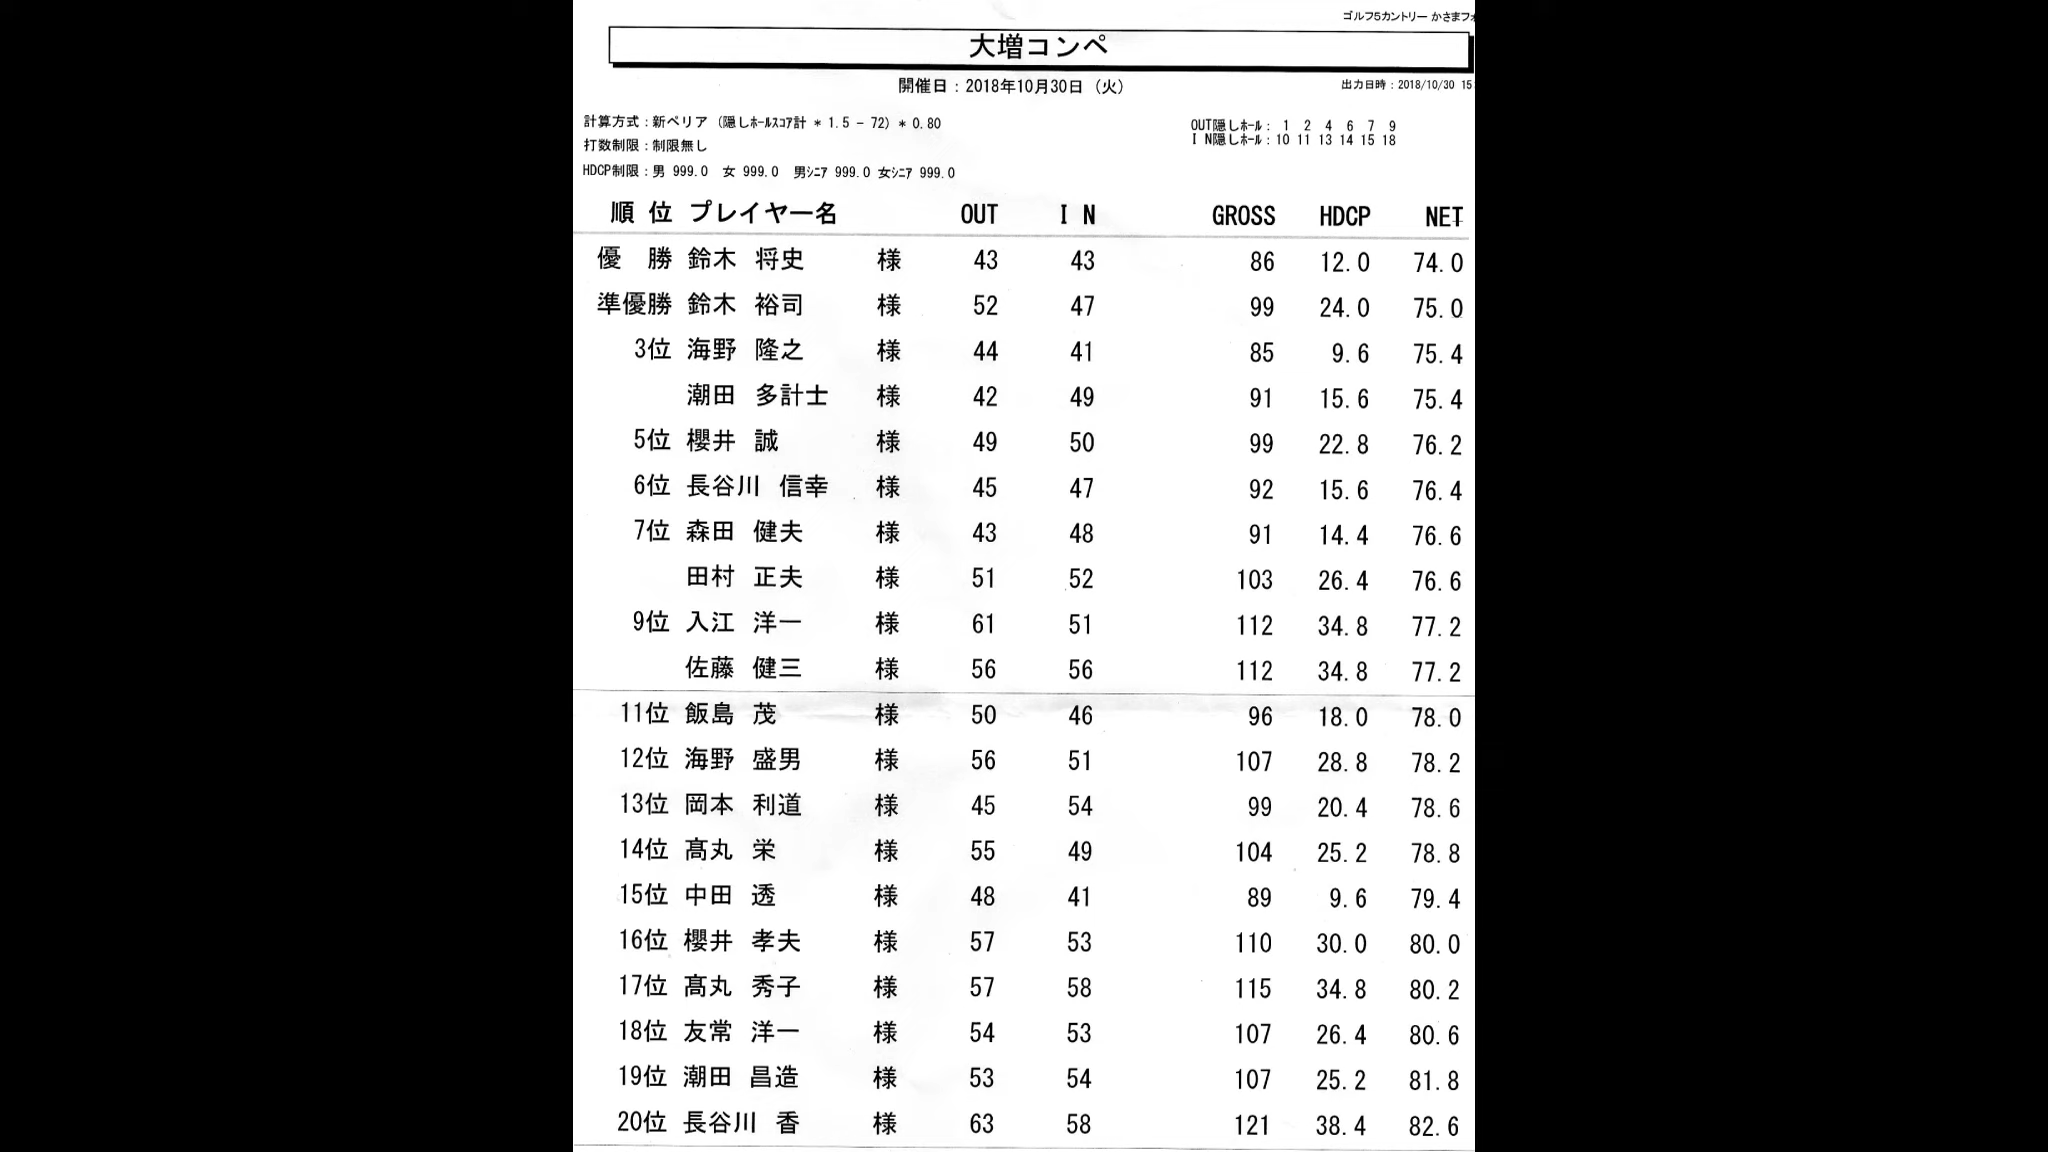 ゴルフ5カントリー かさまフォ
大増コンペ
開催日：2018年10月30日（火）
出力日時：2018/10/30 15
計算方式：新ペリア（隠しﾎｰﾙｽｺｱ計 * 1.5 － 72）* 0.80
OUT隠しﾎｰﾙ： 1 2 4 6 7 9
打数制限：制限無し
I N隠しﾎｰﾙ：10 11 13 14 15 18
HDCP制限：男 999.0 女 999.0 男ｼﾆｱ 999.0 女ｼﾆｱ 999.0
順 位 プレイヤー名 OUT I N GROSS HDCP NET
優 勝 鈴木 将史 様 43 43 86 12.0 74.0
準優勝 鈴木 裕司 様 52 47 99 24.0 75.0
3位 海野 隆之 様 44 41 85 9.6 75.4
潮田 多計士 様 42 49 91 15.6 75.4
5位 櫻井 誠 様 49 50 99 22.8 76.2
6位 長谷川 信幸 様 45 47 92 15.6 76.4
7位 森田 健夫 様 43 48 91 14.4 76.6
田村 正夫 様 51 52 103 26.4 76.6
9位 入江 洋一 様 61 51 112 34.8 77.2
佐藤 健三 様 56 56 112 34.8 77.2
11位 飯島 茂 様 50 46 96 18.0 78.0
12位 海野 盛男 様 56 51 107 28.8 78.2
13位 岡本 利道 様 45 54 99 20.4 78.6
14位 髙丸 栄 様 55 49 104 25.2 78.8
15位 中田 透 様 48 41 89 9.6 79.4
16位 櫻井 孝夫 様 57 53 110 30.0 80.0
17位 髙丸 秀子 様 57 58 115 34.8 80.2
18位 友常 洋一 様 54 53 107 26.4 80.6
19位 潮田 昌造 様 53 54 107 25.2 81.8
20位 長谷川 香 様 63 58 121 38.4 82.6